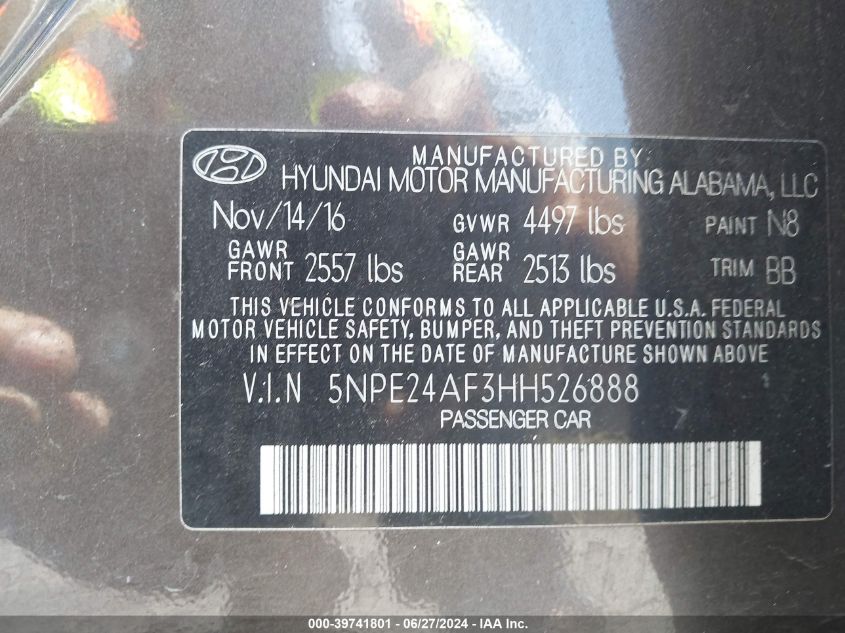 MANUFACTURED BY
HYUNDAI MOTOR MANUFACTURING ALABAMA, LLC
Nov/14/16 GVWR 4497 lbs PAINT N8
GAWR FRONT 2557 lbs GAWR REAR 2513 lbs TRIM BB
THIS VEHICLE CONFORMS TO ALL APPLICABLE U.S.A. FEDERAL
MOTOR VEHICLE SAFETY, BUMPER, AND THEFT PREVENTION STANDARDS
IN EFFECT ON THE DATE OF MANUFACTURE SHOWN ABOVE
V.I.N 5NPE24AF3HH526888
PASSENGER CAR
000-39741801 - 06/27/2024 - IAA Inc.